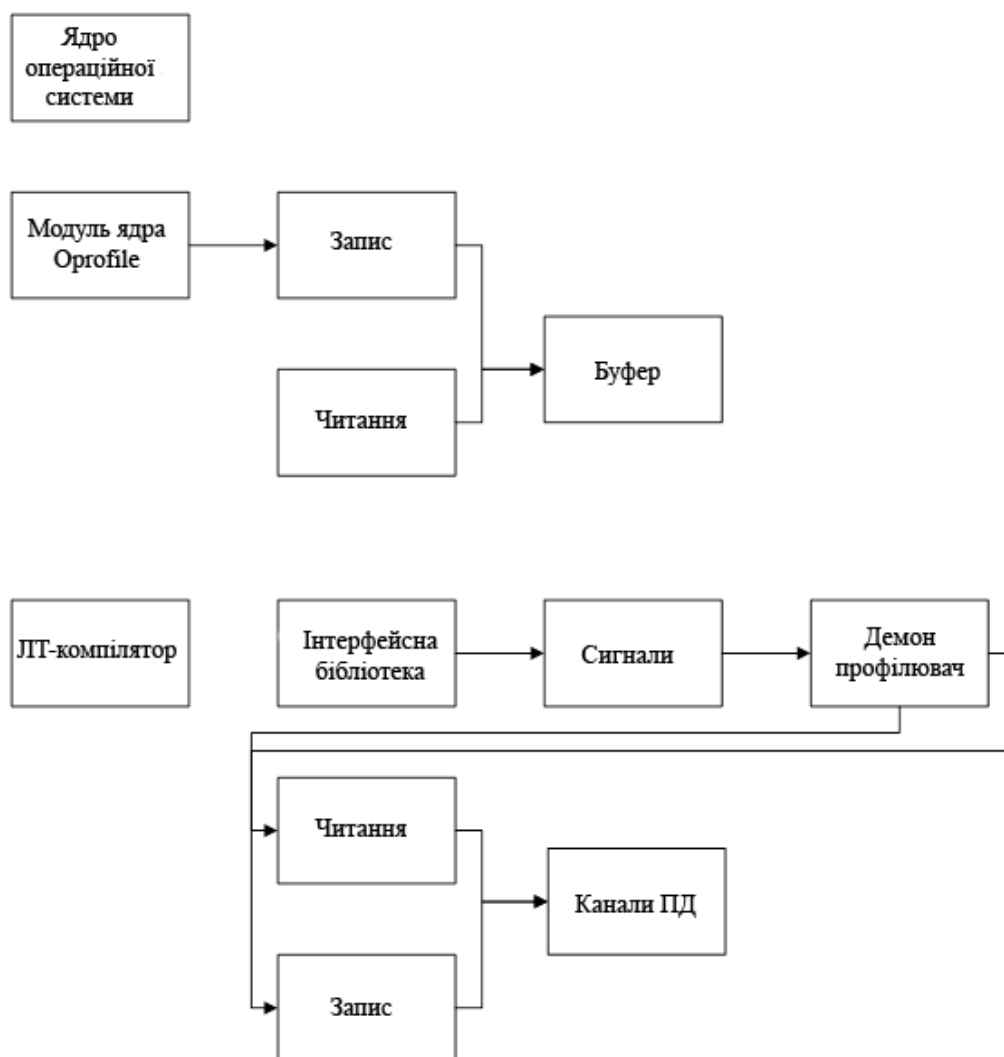 Ядро
операційної
системи
Модуль ядра
Oprofile
Запис
Буфер
Читання
ЛТ-компілятор
Інтерфейсна
бібліотека
Сигнали
Демон
профілювач
Читання
Канали ПД
Запис